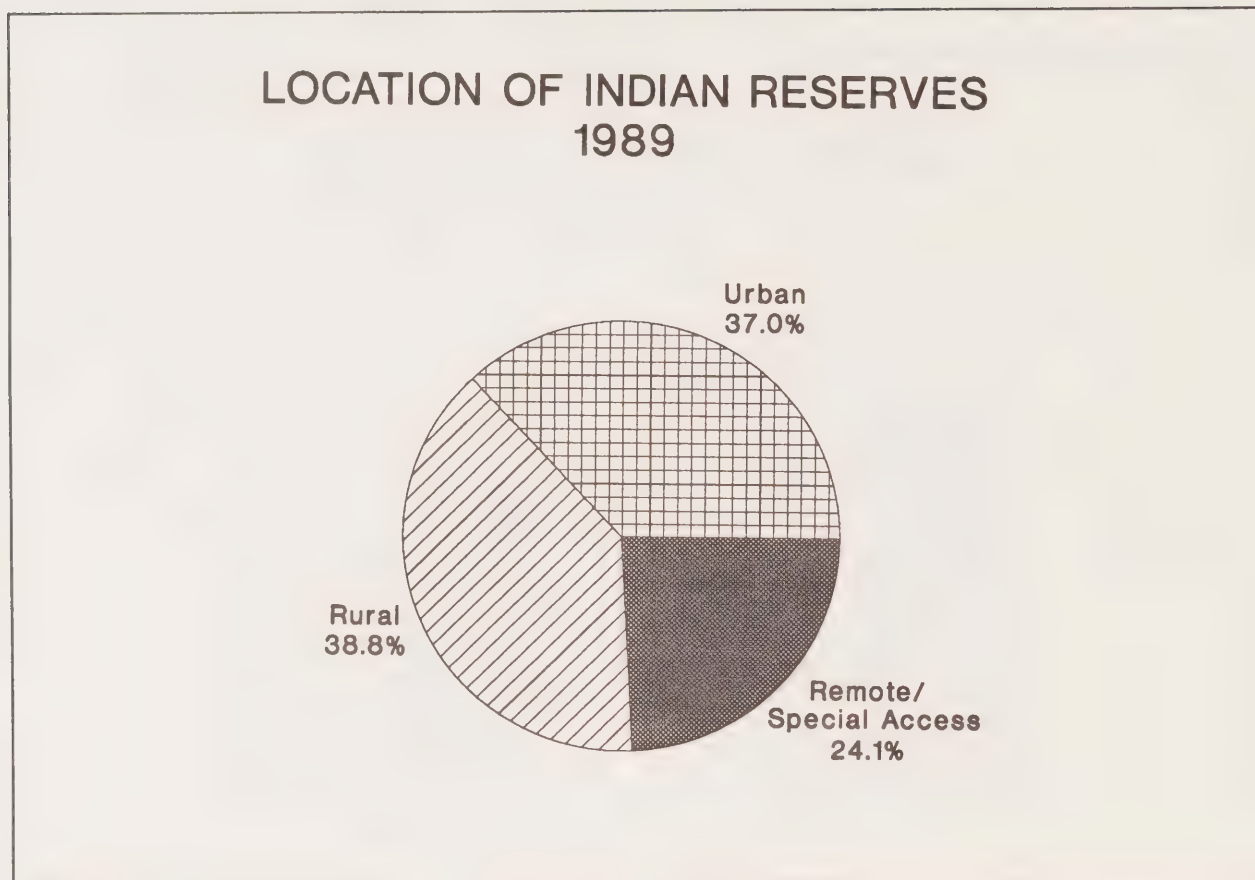 LOCATION OF INDIAN RESERVES
1989
Urban
37.0%
Rural
38.8%
Remote/
Special Access
24.1%